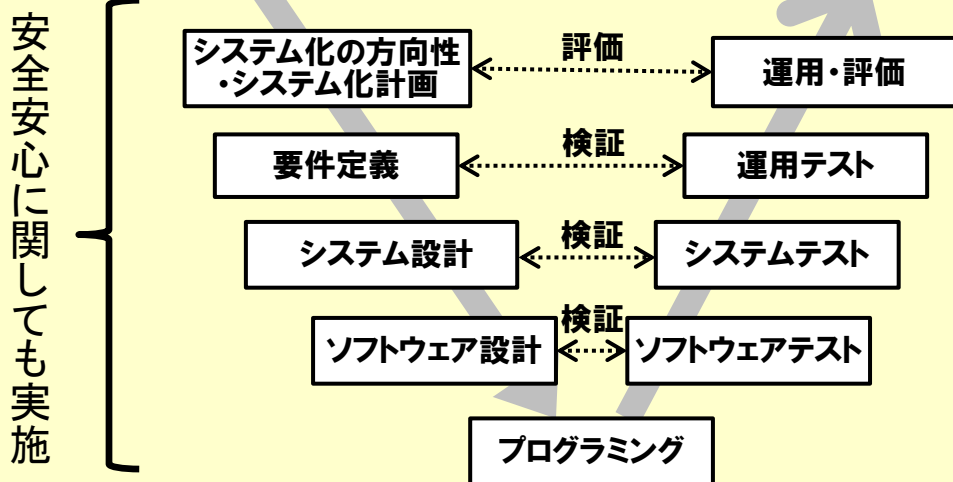 安全安心に関しても実施
システム化の方向性
・システム化計画
評価
運用・評価
要件定義
検証
運用テスト
システム設計
検証
システムテスト
ソフトウェア設計
検証
ソフトウェアテスト
プログラミング